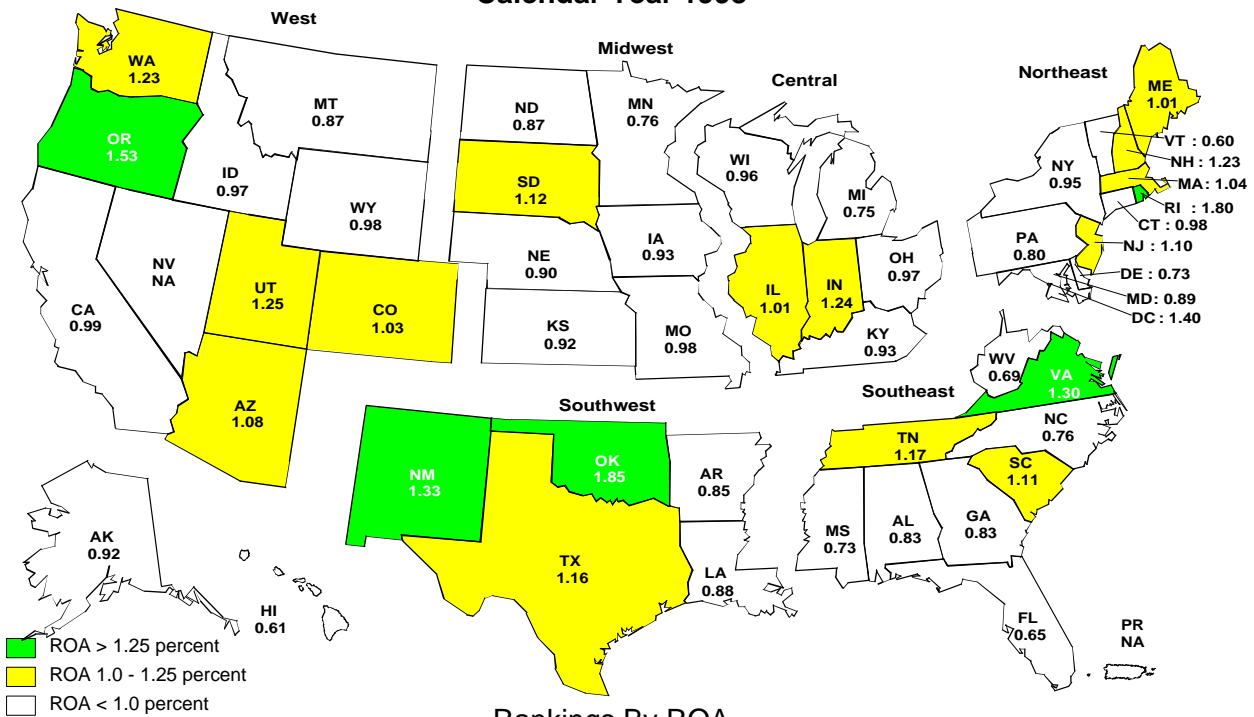 Calendar Year
West
Midwest
Central
Northeast
WA
1.23
OR
1.53
MT
0.87
ID
0.97
WY
0.98
NV
NA
CA
0.99
UT
1.25
CO
1.03
AZ
1.08
AK
0.92
HI
0.61
ND
0.87
MN
0.76
SD
1.12
NE
0.90
IA
0.93
KS
0.92
MO
0.98
WI
0.96
MI
0.75
IL
1.01
IN
1.24
OH
0.97
KY
0.93
ME
1.01
NY
0.95
PA
0.80
VT : 0.60
NH : 1.23
MA : 1.04
RI : 1.80
CT : 0.98
NJ : 1.10
DE : 0.73
MD : 0.89
DC : 1.40
Southwest
NM
1.33
OK
1.85
TX
1.16
AR
0.85
LA
0.88
Southeast
WV
0.69
VA
1.30
NC
0.76
TN
1.17
SC
1.11
MS
0.73
AL
0.83
GA
0.83
FL
0.65
PR
NA
ROA > 1.25 percent
ROA 1.0 - 1.25 percent
ROA < 1.0 percent
Rankings By ROA